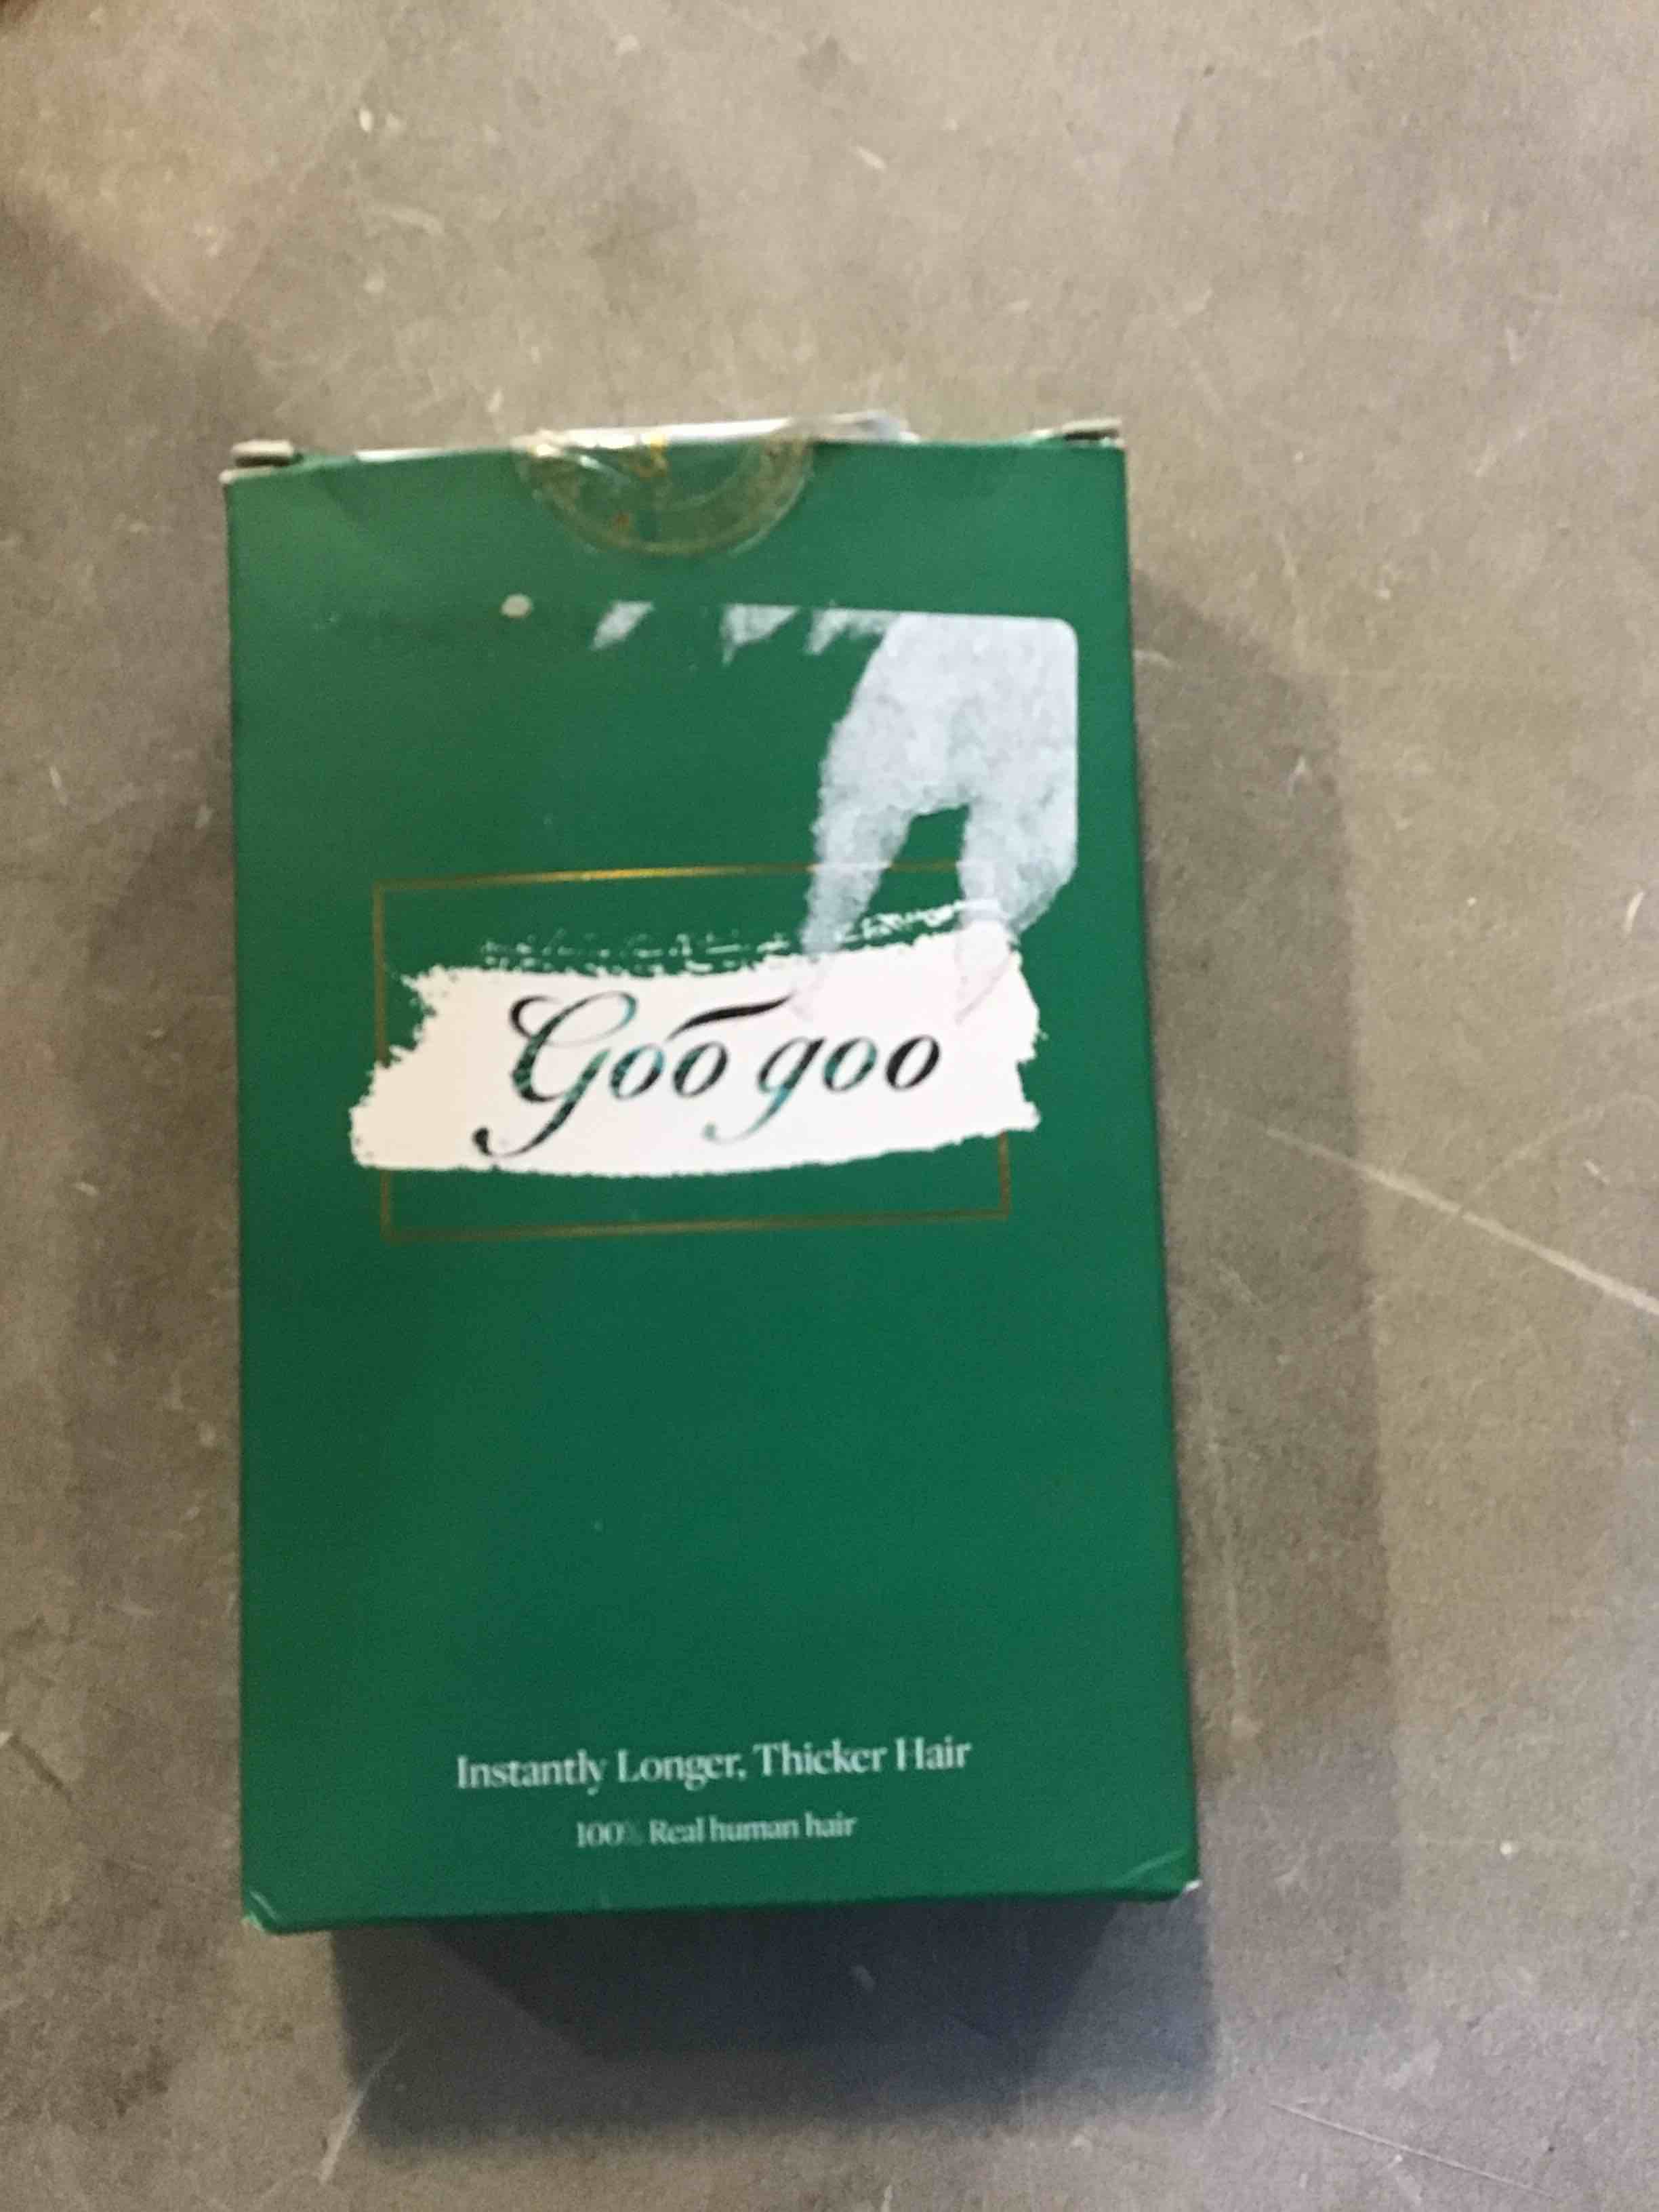 Goo goo
Instantly Longer, Thicker Hair
100% Real human hair